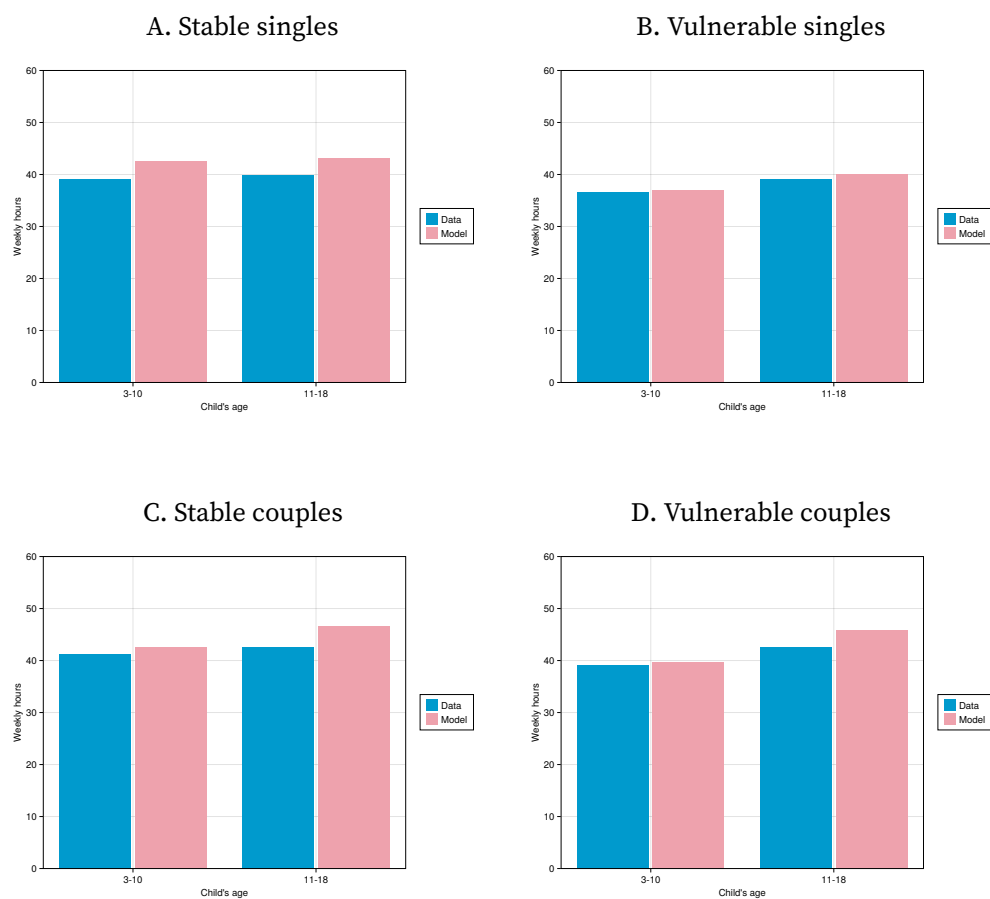 A. Stable singles
60
50
40
30
20
10
0
Weekly hours
3-10
11-18
Child's age
Data
Model
B. Vulnerable singles
60
50
40
30
20
10
0
Weekly hours
3-10
11-18
Child's age
Data
Model
C. Stable couples
60
50
40
30
20
10
0
Weekly hours
3-10
11-18
Child's age
Data
Model
D. Vulnerable couples
60
50
40
30
20
10
0
Weekly hours
3-10
11-18
Child's age
Data
Model